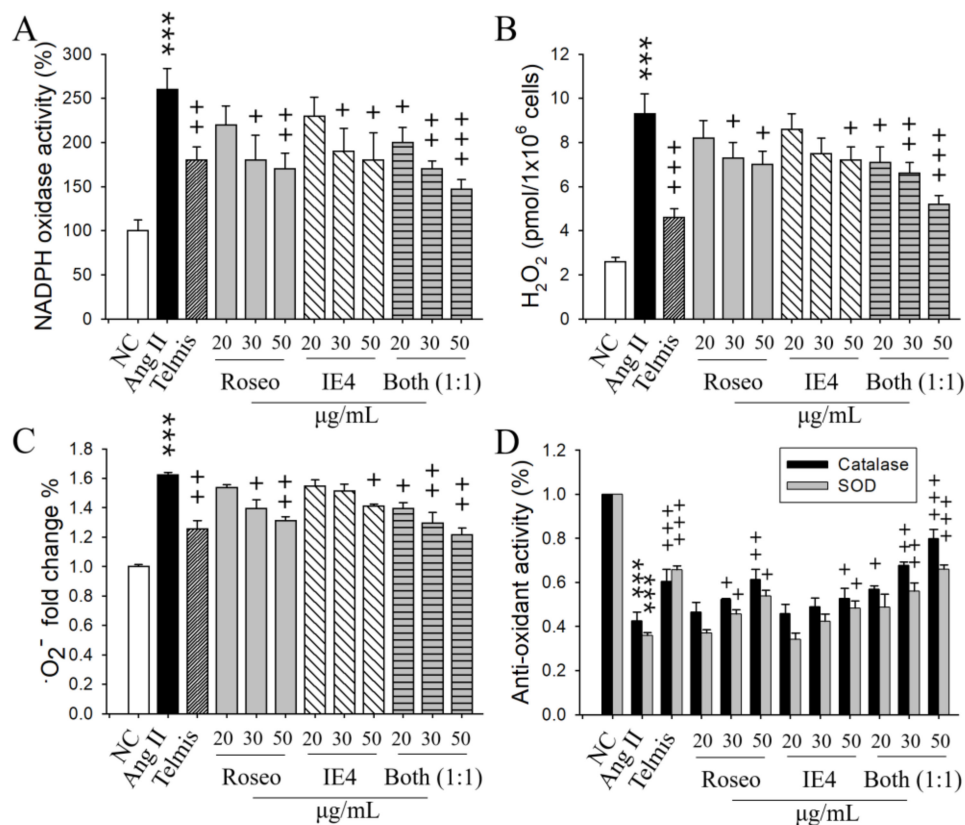 A
NADPH oxidase activity (%)
300
250
200
150
100
50
0
***
++
+
++
+
+
+
++
+++
NC
Ang II
Telmis
20 30 50 20 30 50 20 30 50
Roseo IE4 Both (1:1)
μg/mL
B
H₂O₂ (pmol/1x10⁶ cells)
12
10
8
6
4
2
0
***
+++
+
+
+
+
++
+++
NC
Ang II
Telmis
20 30 50 20 30 50 20 30 50
Roseo IE4 Both (1:1)
μg/mL
C
·O₂⁻ fold change %
1.8
1.6
1.4
1.2
1.0
0.8
0.6
0.4
0.2
0.0
***
++
+
++
+
+
++
++
NC
Ang II
Telmis
20 30 50 20 30 50 20 30 50
Roseo IE4 Both (1:1)
μg/mL
D
Anti-oxidant activity (%)
1.2
1.0
0.8
0.6
0.4
0.2
0.0
Catalase
SOD
***
***
+++
+++
+
+
++
+
+
+
+
++
++
+++
+++
NC
Ang II
Telmis
20 30 50 20 30 50 20 30 50
Roseo IE4 Both (1:1)
μg/mL